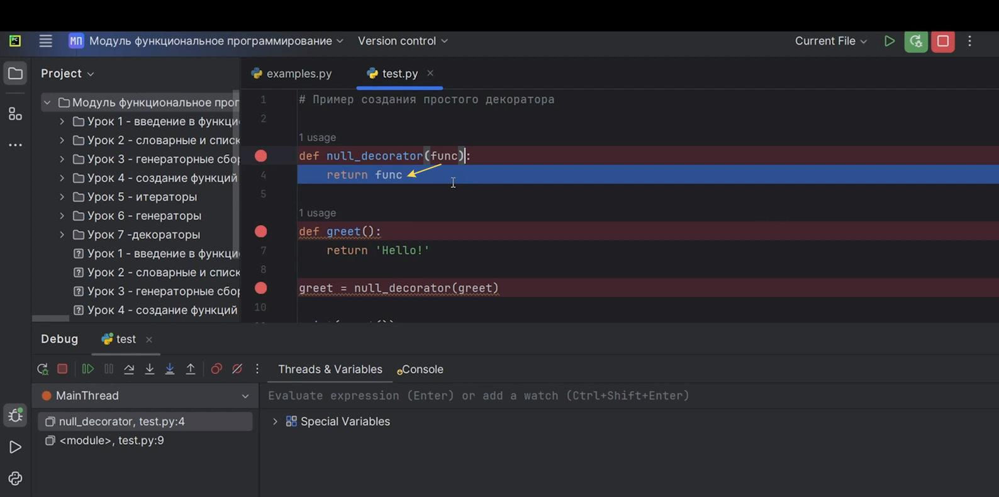 PC
МП Модуль функциональное программирование Version control Current File
Project
examples.py test.py
Модуль функциональное прог
Урок 1 - введение в функци
Урок 2 - словарные и списк
Урок 3 - генераторные сбор
Урок 4 - создание функций
Урок 5 - итераторы
Урок 6 - генераторы
Урок 7 -декораторы
Урок 1 - введение в функци
Урок 2 - словарные и списк
Урок 3 - генераторные сбор
Урок 4 - создание функций
1 # Пример создания простого декоратора
2
1 usage
def null_decorator(func):
4 return func
5
1 usage
def greet():
7 return 'Hello!'
8
greet = null_decorator(greet)
10
Debug test
Threads & Variables Console
MainThread
Evaluate expression (Enter) or add a watch (Ctrl+Shift+Enter)
null_decorator, test.py:4
Special Variables
<module>, test.py:9